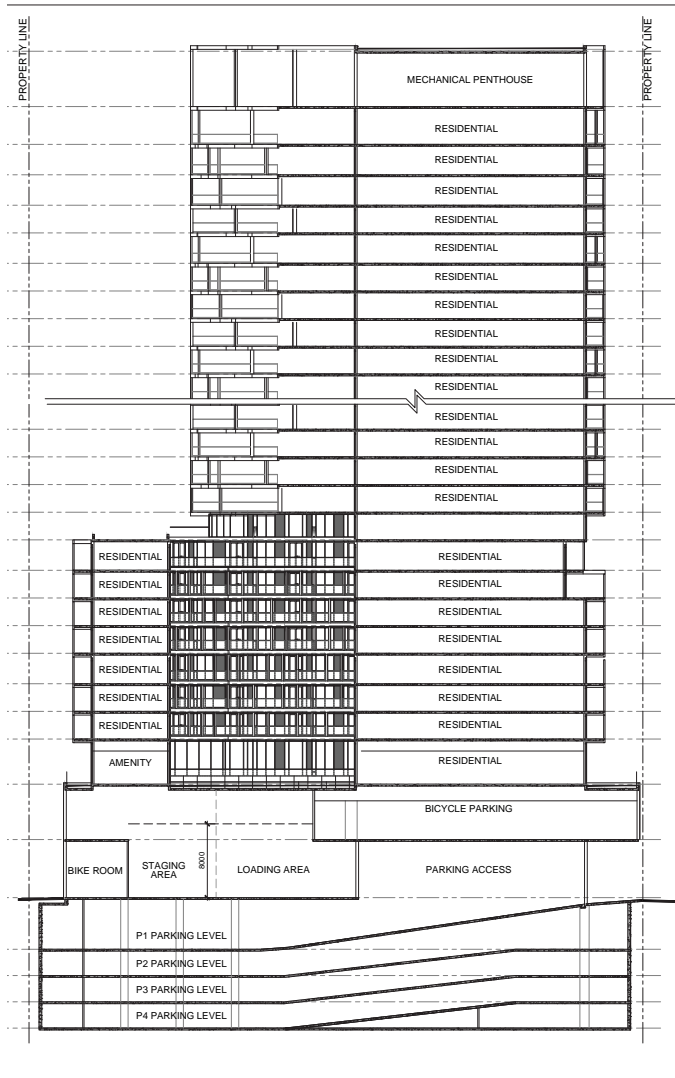 PROPERTY LINE
PROPERTY LINE
MECHANICAL PENTHOUSE
RESIDENTIAL
RESIDENTIAL
RESIDENTIAL
RESIDENTIAL
RESIDENTIAL
RESIDENTIAL
RESIDENTIAL
RESIDENTIAL
RESIDENTIAL
RESIDENTIAL
RESIDENTIAL
RESIDENTIAL
RESIDENTIAL
RESIDENTIAL
RESIDENTIAL RESIDENTIAL
RESIDENTIAL RESIDENTIAL
RESIDENTIAL RESIDENTIAL
RESIDENTIAL RESIDENTIAL
RESIDENTIAL RESIDENTIAL
RESIDENTIAL RESIDENTIAL
RESIDENTIAL RESIDENTIAL
AMENITY RESIDENTIAL
BICYCLE PARKING
BIKE ROOM
STAGING
AREA
8000
LOADING AREA
PARKING ACCESS
P1 PARKING LEVEL
P2 PARKING LEVEL
P3 PARKING LEVEL
P4 PARKING LEVEL